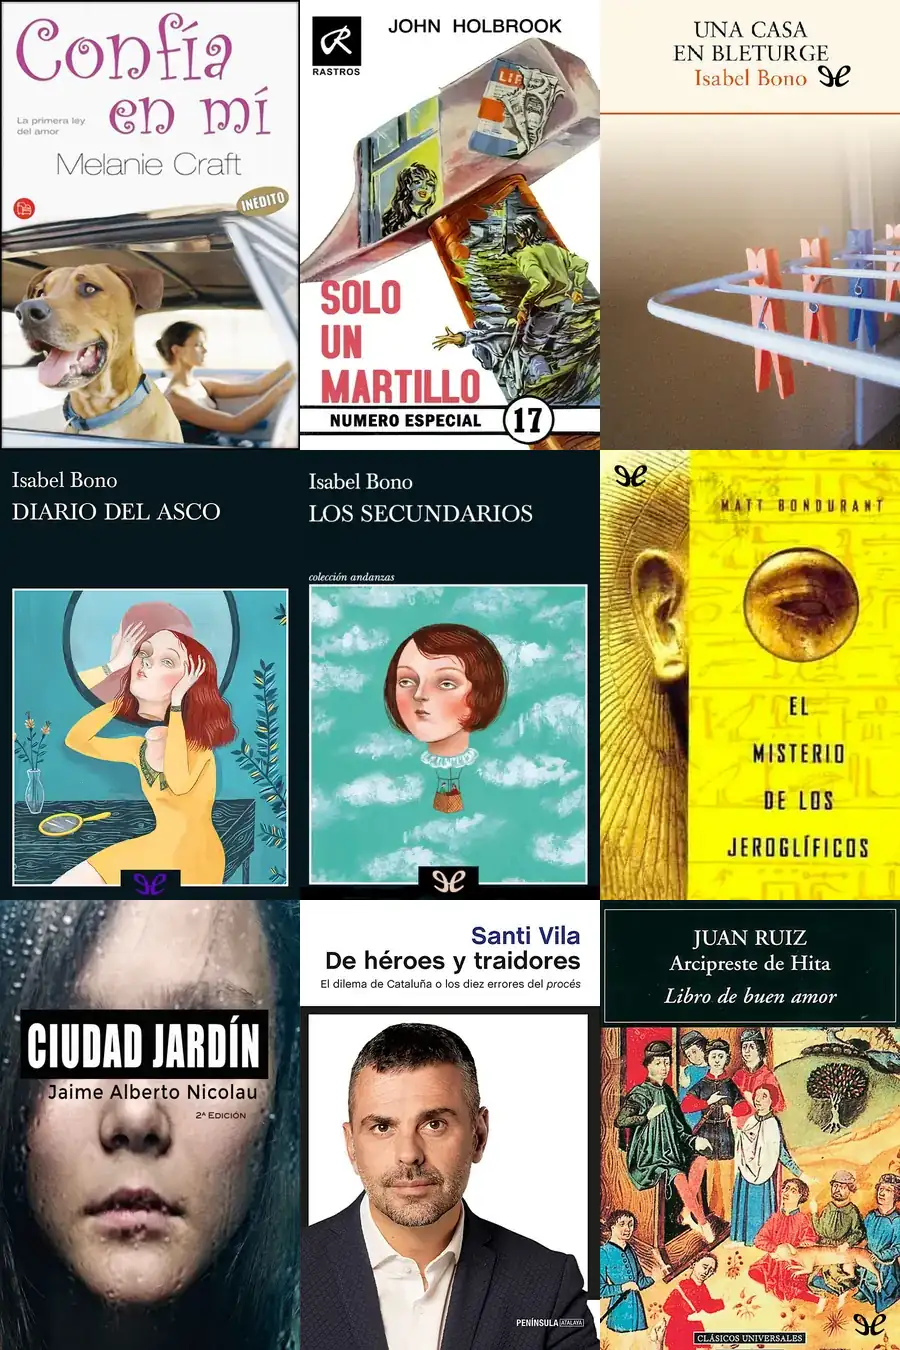 Confía
en mí
La primera ley
del amor
Melanie Craft
INÉDITO
JOHN HOLBROOK
RASTROS
LIF
SOLO
UN
MARTILLO
NUMERO ESPECIAL 17
UNA CASA
EN BLETURGE
Isabel Bono
Isabel Bono
DIARIO DEL ASCO
Isabel Bono
LOS SECUNDARIOS
colección andanzas
MATT BONDURANT
EL
MISTERIO
DE LOS
JEROGLÍFICOS
CIUDAD JARDÍN
Jaime Alberto Nicolau
2ª EDICIÓN
Santi Vila
De héroes y traidores
El dilema de Cataluña o los diez errores del procés
PENÍNSULA ATALAYA
JUAN RUIZ
Arcipreste de Hita
Libro de buen amor
CLÁSICOS UNIVERSALES